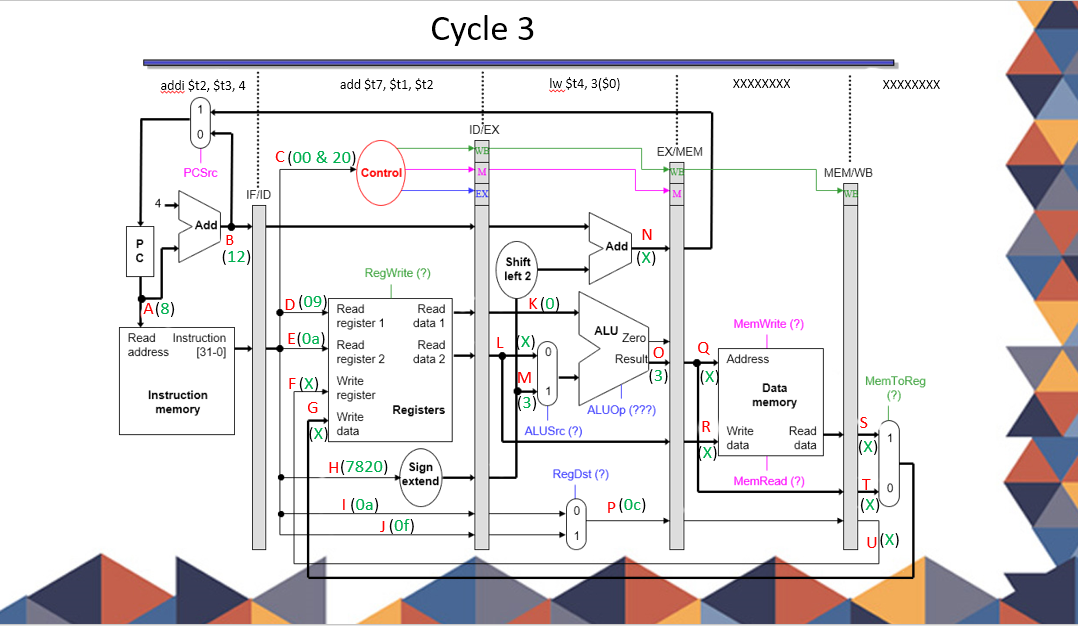 Cycle 3
addi $t2, $t3, 4
add $t7, $t1, $t2
lw $t4, 3($0)
XXXXXXXX
XXXXXXXX
1
0
PCSrc
ID/EX
C (00 & 20)
Control
WB
M
EX
EX/MEM
WB
M
MEM/WB
WB
IF/ID
4
Add
B
(12)
P
C
A (8)
Read
address
Instruction
[31-0]
Instruction
memory
RegWrite (?)
D (09)
E(0a)
F (X)
G
(X)
Read
register 1
Read
data 1
Read
register 2
Read
data 2
Write
register
Write
data
Registers
H(7820)
Sign
extend
I (0a)
J (0f)
Shift
left 2
Add
N
(X)
K (0)
L
(X)
M
(3)
0
1
ALUSrc (?)
ALU
Zero
Result
O
(3)
ALUOp (???)
RegDst (?)
0
1
P (0c)
Q
(X)
R
(X)
MemWrite (?)
Address
Data
memory
Write
data
Read
data
MemRead (?)
MemToReg
(?)
S
(X)
T
(X)
1
0
U (X)